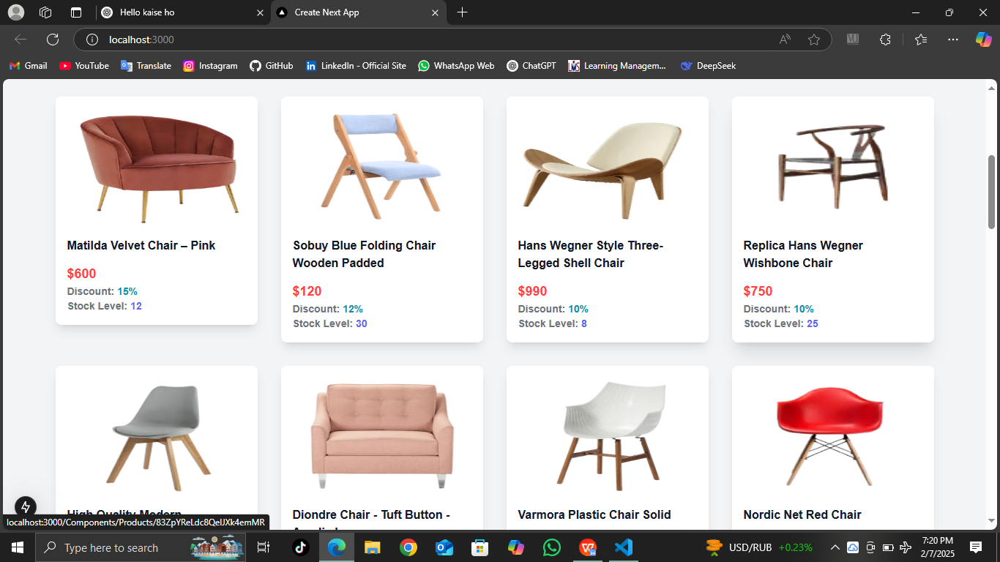 Hello kaise ho
Create Next App
localhost:3000
Gmail
YouTube
Translate
Instagram
GitHub
LinkedIn - Official Site
WhatsApp Web
ChatGPT
Learning Managem...
DeepSeek
Matilda Velvet Chair – Pink
$600
Discount: 15%
Stock Level: 12
Sobuy Blue Folding Chair
Wooden Padded
$120
Discount: 12%
Stock Level: 30
Hans Wegner Style Three-
Legged Shell Chair
$990
Discount: 10%
Stock Level: 8
Replica Hans Wegner
Wishbone Chair
$750
Discount: 10%
Stock Level: 25
High Quality Modern
Diondre Chair - Tuft Button -
Varmora Plastic Chair Solid
Nordic Net Red Chair
localhost:3000/Components/Products/83ZpYReLdc8QelJXk4emMR
Type here to search
USD/RUB +0.23%
7:20 PM
2/7/2025